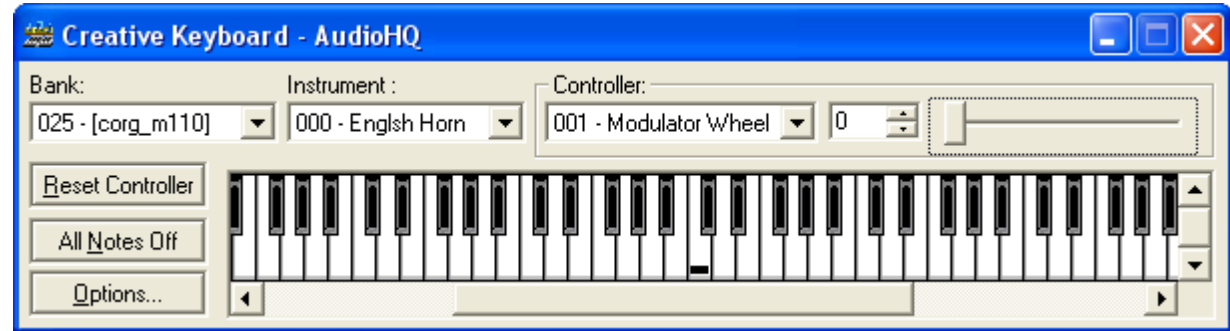 Creative Keyboard - AudioHQ
Bank: Instrument : Controller:
025 - [corg_m110] 000 - Englsh Horn 001 - Modulator Wheel 0
Reset Controller
All Notes Off
Options...